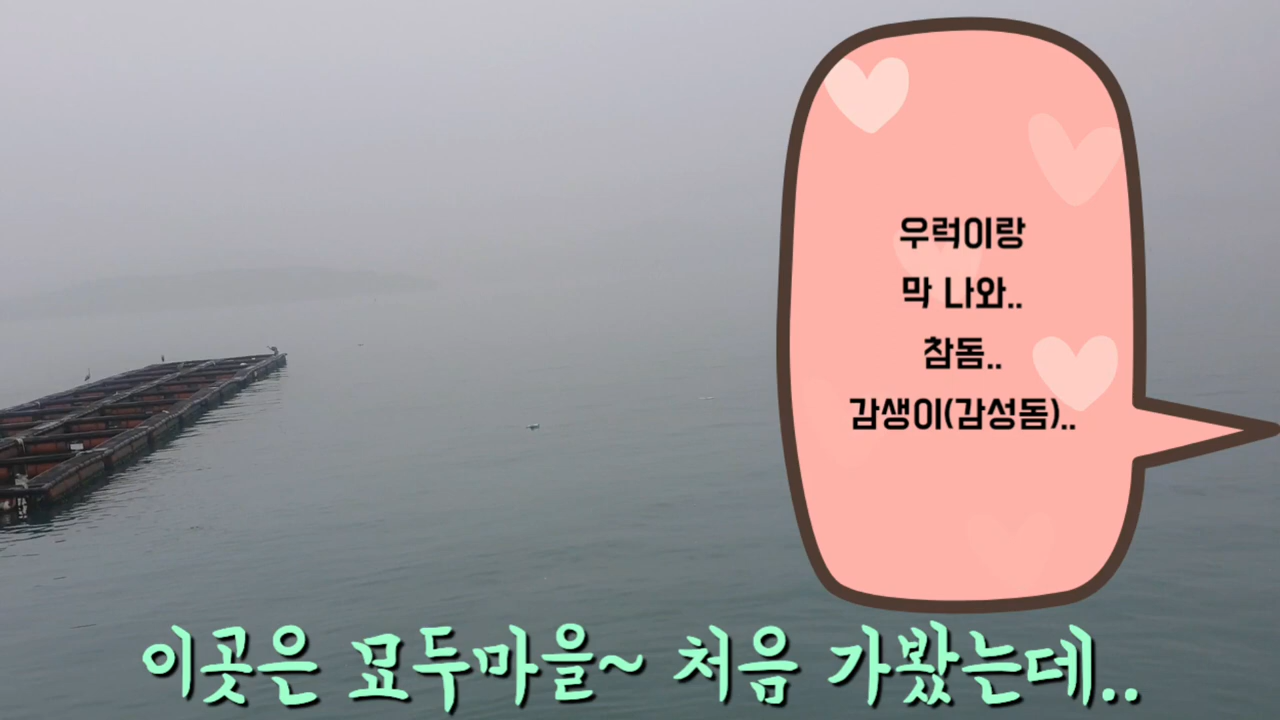 우럭이랑
막 나와..
참돔..
감생이(감성돔)..
이곳은 묘두마을~ 처음 가봤는데..